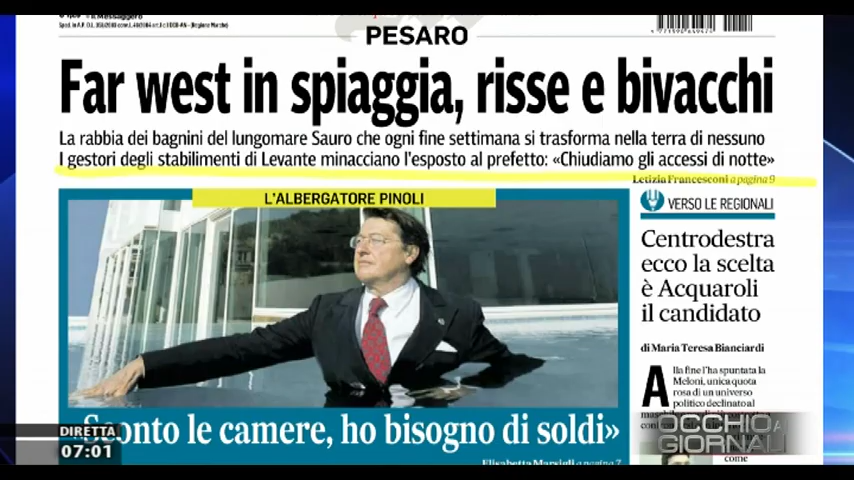 Il Messaggero
PESARO
Far west in spiaggia, risse e bivacchi
La rabbia dei bagnini del lungomare Sauro che ogni fine settimana si trasforma nella terra di nessuno
I gestori degli stabilimenti di Levante minacciano l'esposto al prefetto: «Chiudiamo gli accessi di notte»
Letizia Francesconi a pagina 9
L'ALBERGATORE PINOLI
VERSO LE REGIONALI
Centrodestra
ecco la scelta
è Acquaroli
il candidato
di Maria Teresa Bianciardi
Alla fine l'ha spuntata la
Meloni, unica quota
rosa di un universo
politico declinato al
come
«Sconto le camere, ho bisogno di soldi»
Elisabetta Marsigli a pagina 7
DIRETTA
07:01
OCCHIO AI
GIORNALI